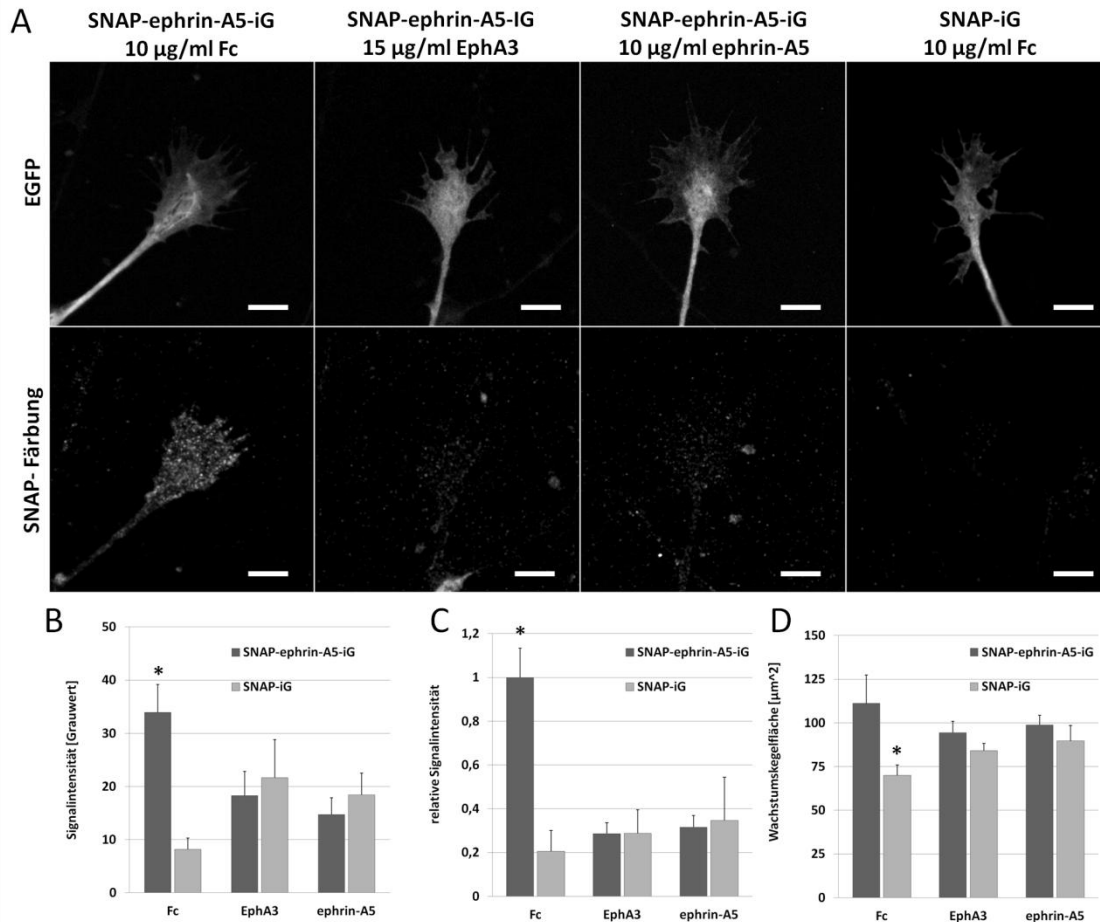 A
SNAP-ephrin-A5-iG
10 µg/ml Fc
SNAP-ephrin-A5-IG
15 µg/ml EphA3
SNAP-ephrin-A5-iG
10 µg/ml ephrin-A5
SNAP-iG
10 µg/ml Fc
EGFP
SNAP- Färbung
B
Signalintensität [Grauwert]
50
40
30
20
10
0
*
SNAP-ephrin-A5-iG
SNAP-iG
Fc
EphA3
ephrin-A5
C
relative Signalintensität
1,2
1
0,8
0,6
0,4
0,2
0
*
SNAP-ephrin-A5-iG
SNAP-iG
Fc
EphA3
ephrin-A5
D
Wachstumskegelfläche [µm^2]
150
125
100
75
50
25
0
*
SNAP-ephrin-A5-iG
SNAP-iG
Fc
EphA3
ephrin-A5